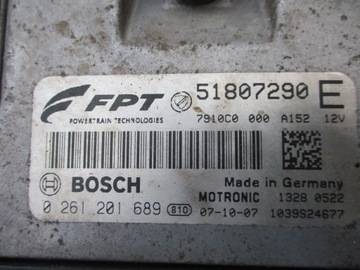 FPT 51807290 E
POWERTRAIN TECHNOLOGIES 7910C0 000 A152 12V
BOSCH Made in Germany
MOTRONIC 1328 0522
0 261 201 689 810 07-10-07 1039S24677